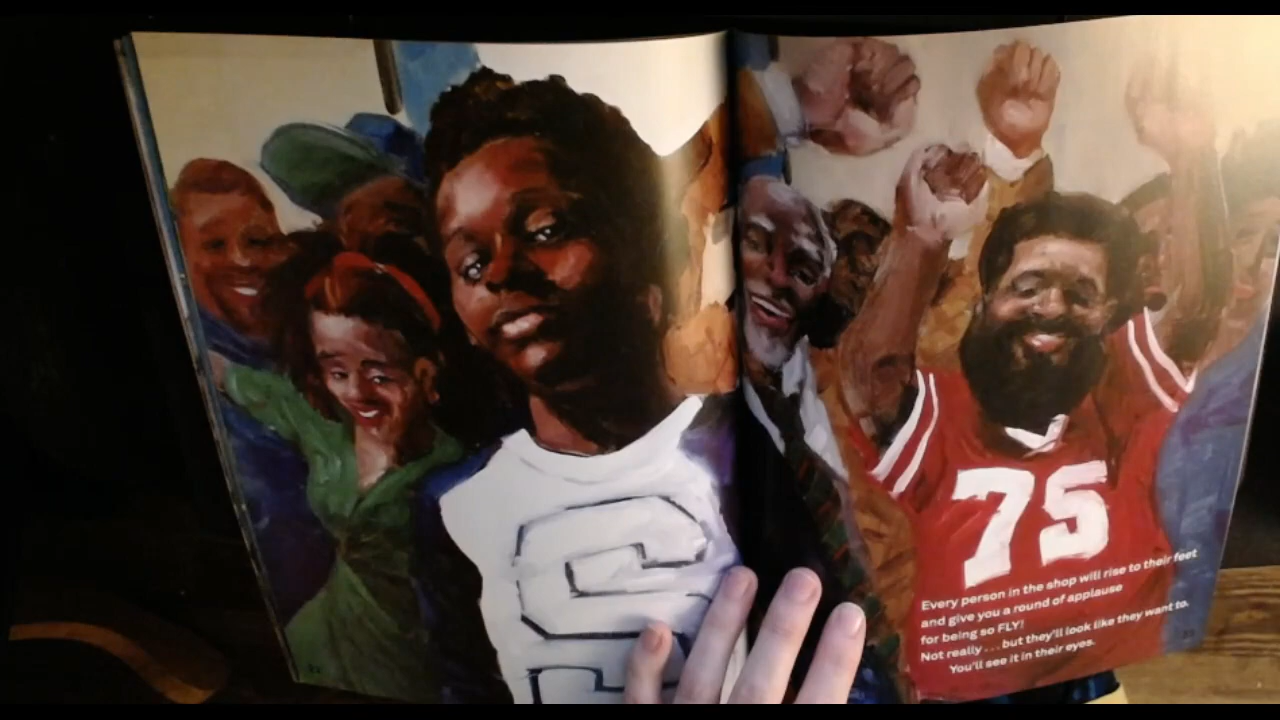 S
75
Every person in the shop will rise to their feet
and give you a round of applause
for being so FLY!
Not really . . . but they'll look like they want to.
You'll see it in their eyes.